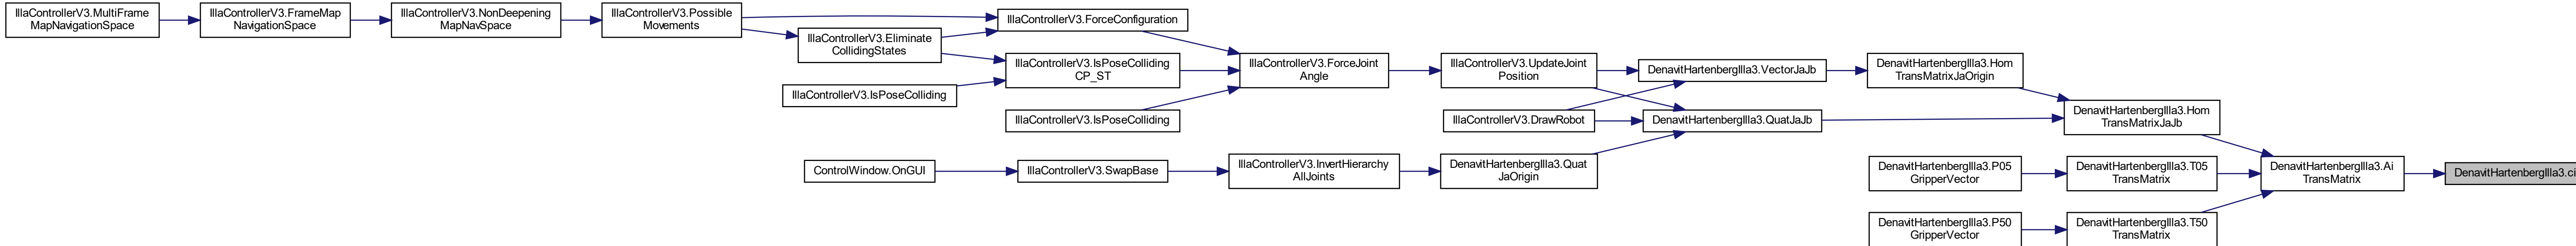 IllaControllerV3.MultiFrame
MapNavigationSpace
IllaControllerV3.FrameMap
NavigationSpace
IllaControllerV3.NonDeepening
MapNavSpace
IllaControllerV3.Possible
Movements
IllaControllerV3.ForceConfiguration
IllaControllerV3.Eliminate
CollidingStates
IllaControllerV3.IsPoseColliding
CP_ST
IllaControllerV3.IsPoseColliding
IllaControllerV3.IsPoseColliding
IllaControllerV3.ForceJoint
Angle
IllaControllerV3.UpdateJoint
Position
IllaControllerV3.DrawRobot
DenavitHartenbergIlla3.VectorJaJb
DenavitHartenbergIlla3.QuatJaJb
DenavitHartenbergIlla3.Hom
TransMatrixJaOrigin
DenavitHartenbergIlla3.Hom
TransMatrixJaJb
ControlWindow.OnGUI
IllaControllerV3.SwapBase
IllaControllerV3.InvertHierarchy
AllJoints
DenavitHartenbergIlla3.Quat
JaOrigin
DenavitHartenbergIlla3.P05
GripperVector
DenavitHartenbergIlla3.T05
TransMatrix
DenavitHartenbergIlla3.Ai
TransMatrix
DenavitHartenbergIlla3.ci
DenavitHartenbergIlla3.P50
GripperVector
DenavitHartenbergIlla3.T50
TransMatrix